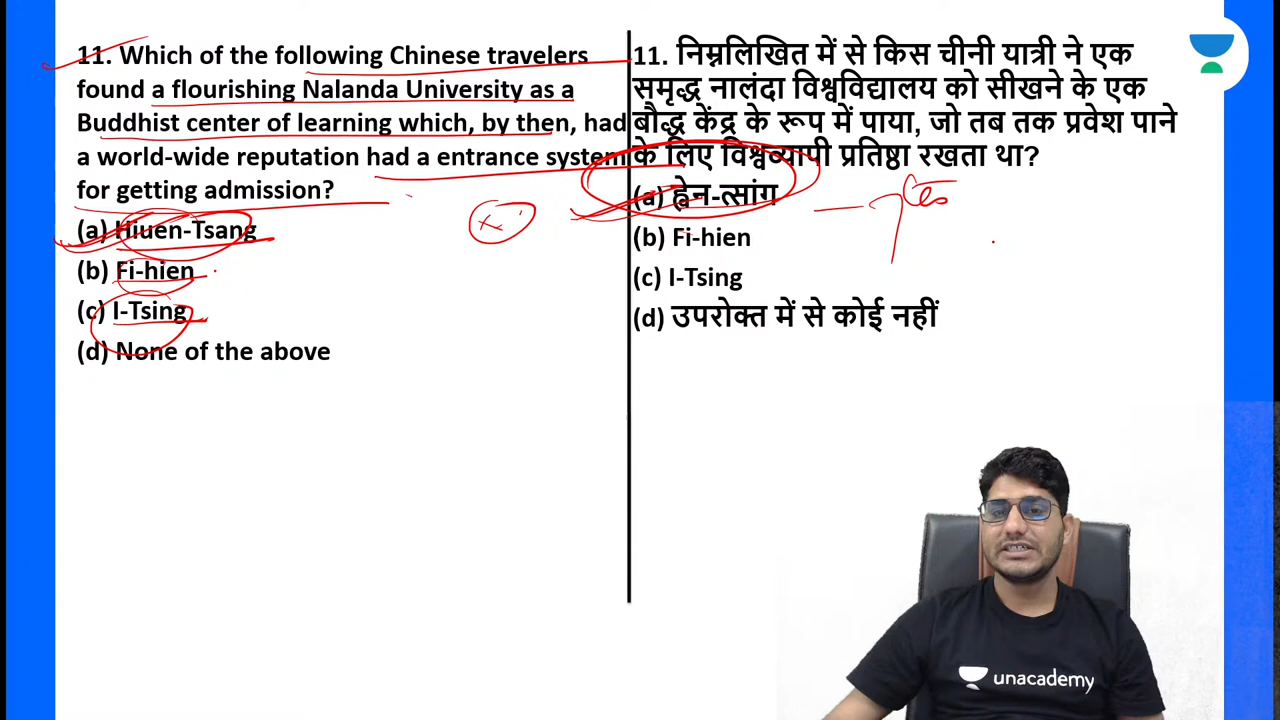 11. Which of the following Chinese travelers
found a flourishing Nalanda University as a
Buddhist center of learning which, by then, had
a world-wide reputation had a entrance system
for getting admission?
(a) Hiuen-Tsang
(b) Fi-hien
(c) I-Tsing
(d) None of the above
11. निम्नलिखित में से किस चीनी यात्री ने एक
समृद्ध नालंदा विश्वविद्यालय को सीखने के एक
बौद्ध केंद्र के रूप में पाया, जो तब तक प्रवेश पाने
के लिए विश्वव्यापी प्रतिष्ठा रखता था?
(a) ह्वेन-त्सांग
(b) Fi-hien
(c) I-Tsing
(d) उपरोक्त में से कोई नहीं
unacademy